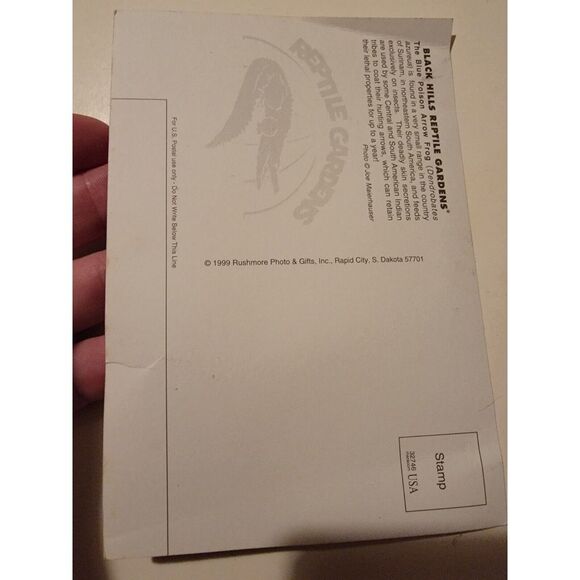 BLACK HILLS REPTILE GARDENS®
The Blue Poison Arrow Frog (Dendrobates
azureus) is found in a very small range in the country
of Surinam, in northeastern South America, and feeds
exclusively on insects. Their deadly skin secretions
are used by some Central and South American Indian
tribes to coat their hunting arrows, which can retain
their lethal properties for up to a year!
Photo © Joe Maierhauser
REPTILE GARDENS
© 1999 Rushmore Photo & Gifts, Inc., Rapid City, S. Dakota 57701
Stamp
32746 USA
For U.S. Postal use only • Do Not Write Below This Line